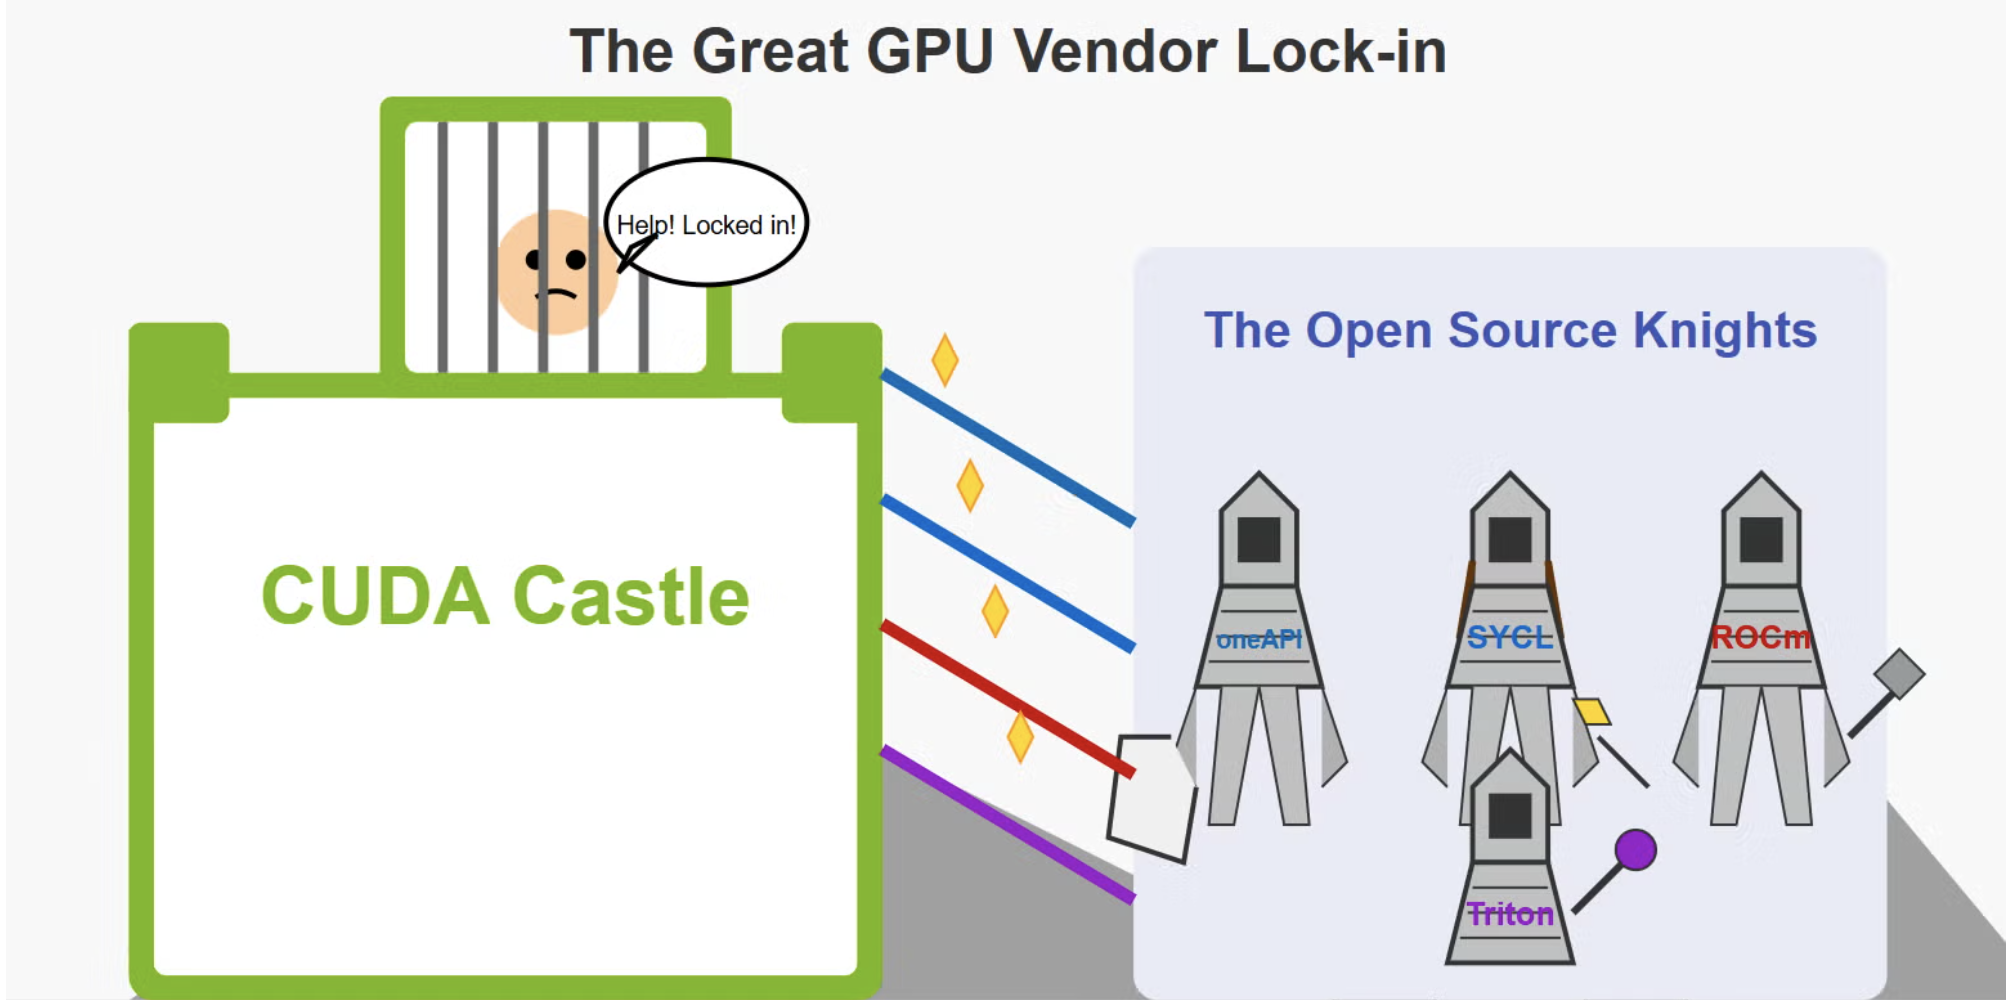 The Great GPU Vendor Lock-in
Help! Locked in!
The Open Source Knights
CUDA Castle
oneAPI
SYCL
ROCm
Triton